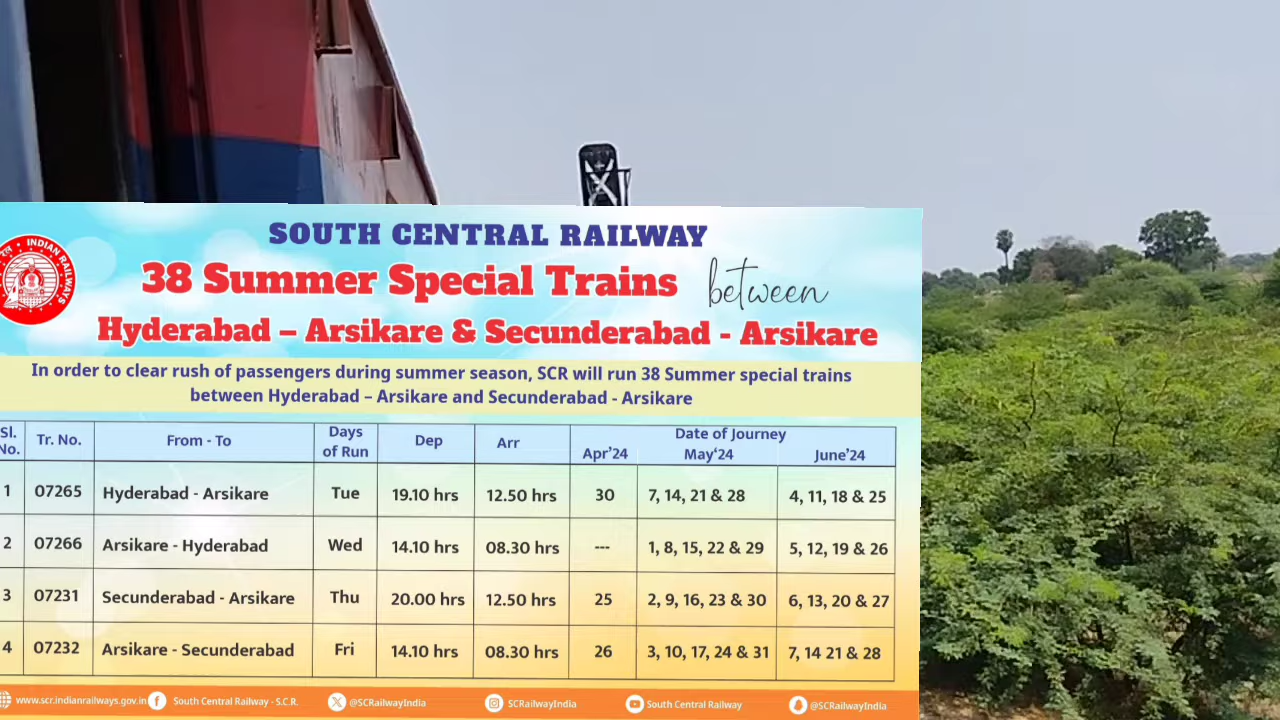 SOUTH CENTRAL RAILWAY
38 Summer Special Trains between
Hyderabad – Arsikare & Secunderabad - Arsikare
INDIAN RAILWAYS
In order to clear rush of passengers during summer season, SCR will run 38 Summer special trains
between Hyderabad – Arsikare and Secunderabad - Arsikare
Sl. No. Tr. No. From - To Days of Run Dep Arr Date of Journey
Apr’24 May‘24 June’24
1 07265 Hyderabad - Arsikare Tue 19.10 hrs 12.50 hrs 30 7, 14, 21 & 28 4, 11, 18 & 25
2 07266 Arsikare - Hyderabad Wed 14.10 hrs 08.30 hrs --- 1, 8, 15, 22 & 29 5, 12, 19 & 26
3 07231 Secunderabad - Arsikare Thu 20.00 hrs 12.50 hrs 25 2, 9, 16, 23 & 30 6, 13, 20 & 27
4 07232 Arsikare - Secunderabad Fri 14.10 hrs 08.30 hrs 26 3, 10, 17, 24 & 31 7, 14 21 & 28
www.scr.indianrailways.gov.in South Central Railway - S.C.R. @SCRailwayIndia SCRailwayIndia South Central Railway @SCRailwayIndia